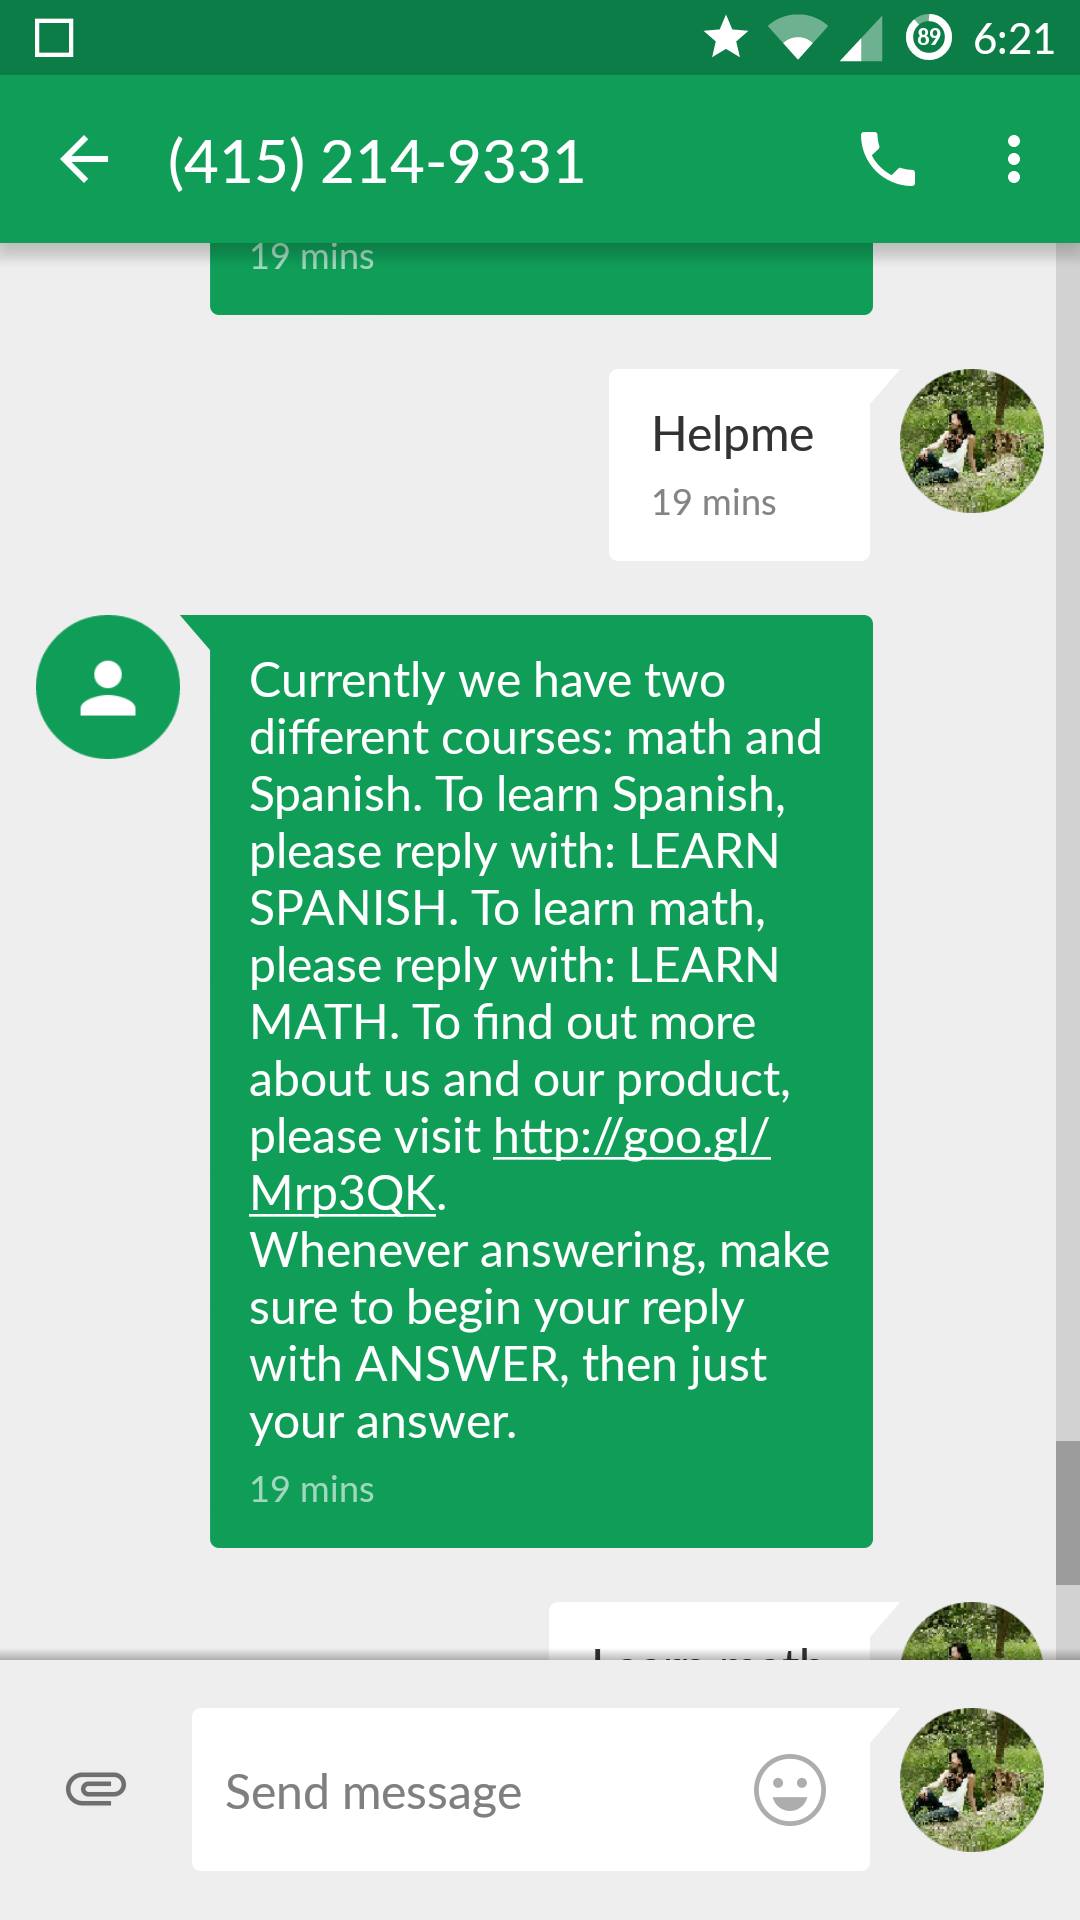 89 6:21
(415) 214-9331
19 mins
Helpme
19 mins
Currently we have two
different courses: math and
Spanish. To learn Spanish,
please reply with: LEARN
SPANISH. To learn math,
please reply with: LEARN
MATH. To find out more
about us and our product,
please visit http://goo.gl/
Mrp3QK.
Whenever answering, make
sure to begin your reply
with ANSWER, then just
your answer.
19 mins
Learn math
Send message